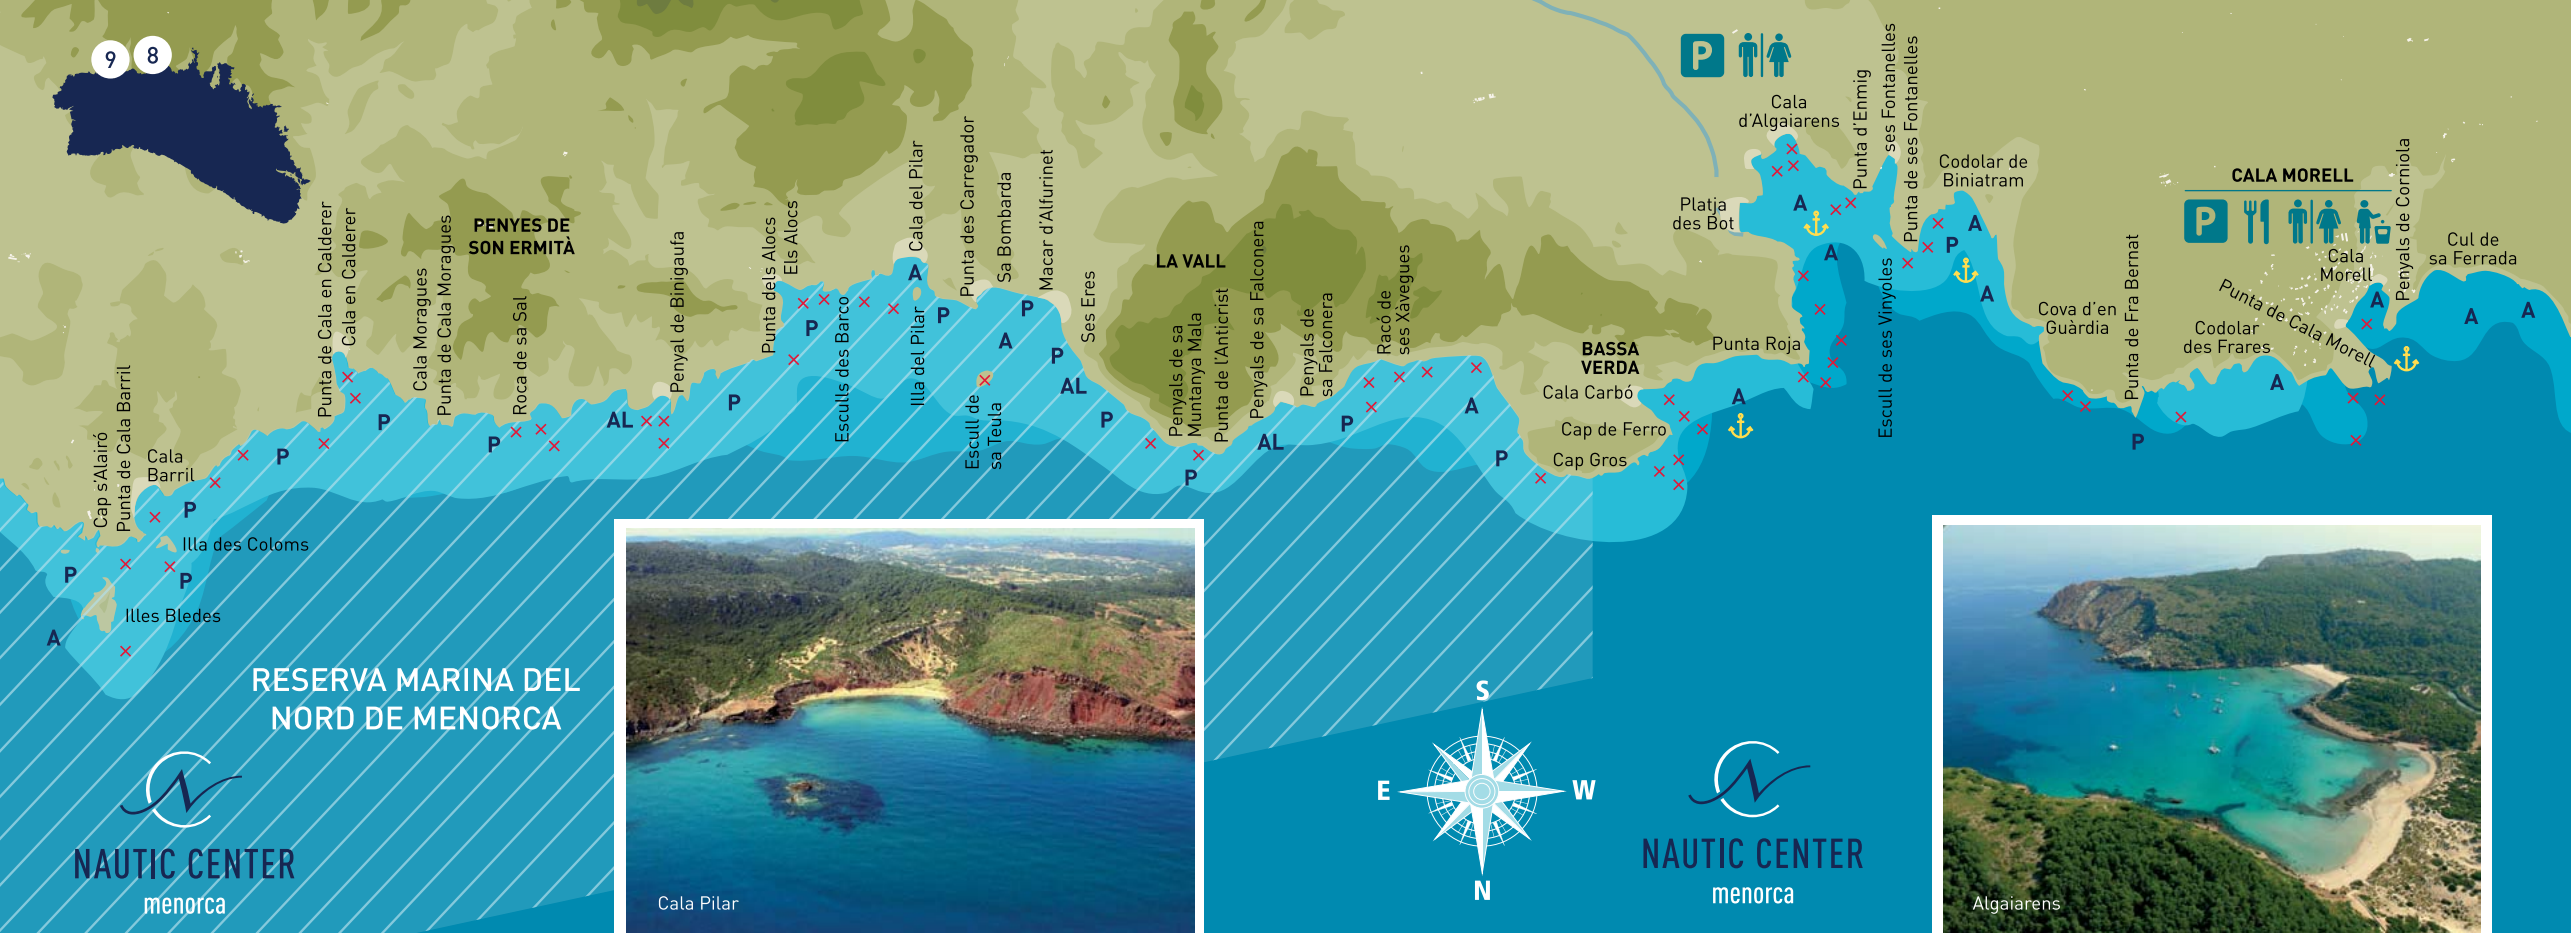 9
8
Cap s'Alairó
Punta de Cala Barril
Cala
Barril
Illa des Coloms
Illes Bledes
Punta de Cala en Calderer
Cala en Calderer
Cala Moragues
Punta de Cala Moragues
PENYES DE
SON ERMITÀ
Roca de sa Sal
Penyal de Binigaufa
Punta dels Alocs
Els Alocs
Esculls des Barco
Cala del Pilar
Illa del Pilar
Punta des Carregador
Sa Bombarda
Escull de
sa Teula
Macar d'Alfurinet
Ses Eres
LA VALL
Penyals de sa
Muntanya Mala
Punta de l'Anticrist
Penyals de sa Falconera
Penyals de
sa Falconera
Racó de
ses Xàvegues
BASSA
VERDA
Cala Carbó
Cap de Ferro
Cap Gros
Punta Roja
P
Cala
d'Algaiarens
Platja
des Bot
Punta d'Enmig
ses Fontanelles
Punta de ses Fontanelles
Escull de ses Vinyoles
Codolar de
Biniatram
Cova d'en
Guàrdia
Punta de Fra Bernat
Codolar
des Frares
CALA MORELL
P
Cala
Morell
Punta de Cala Morell
Penyals de Corniola
Cul de
sa Ferrada
P
A
P
P
P
P
P
AL
P
P
A
P
P
A
P
AL
P
P
AL
P
A
P
A
A
A
A
P
A
P
A
A
A
A
RESERVA MARINA DEL
NORD DE MENORCA
NAUTIC CENTER
menorca
Cala Pilar
S
E
W
N
NAUTIC CENTER
menorca
Algaiarens